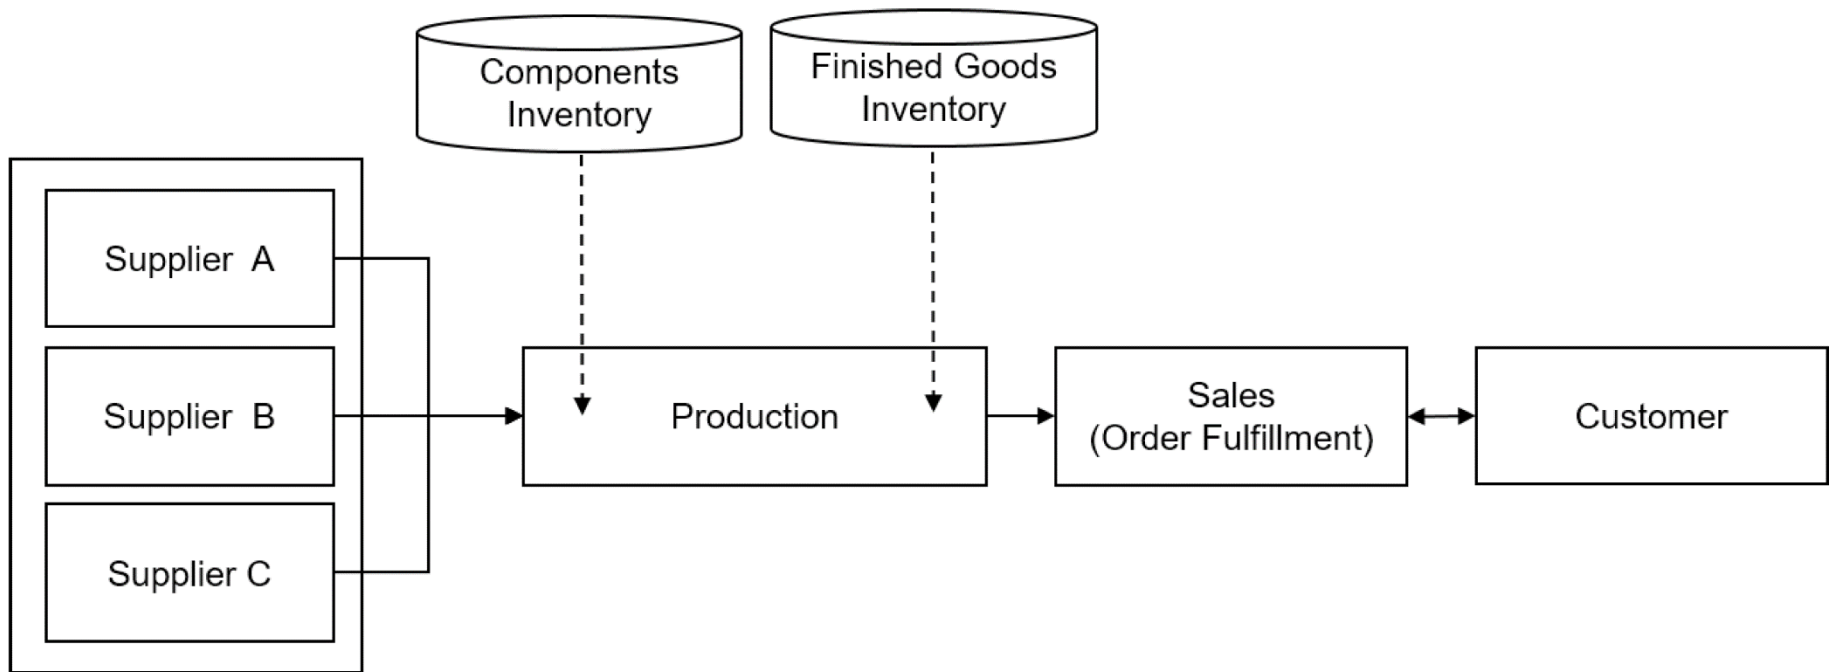 Components
Inventory
Finished Goods
Inventory
Supplier A
Supplier B
Supplier C
Production
Sales
(Order Fulfillment)
Customer